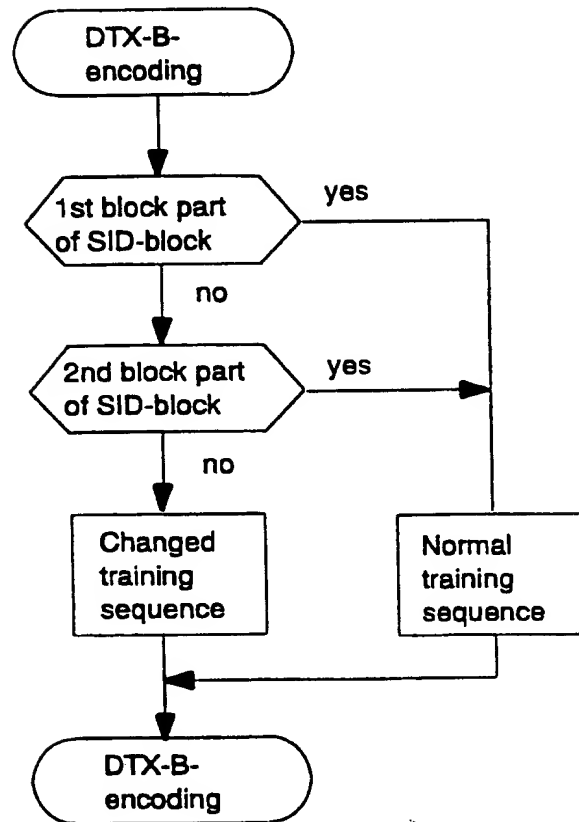 DTX-B-
encoding
1st block part
of SID-block
yes
no
2nd block part
of SID-block
yes
no
Changed
training
sequence
Normal
training
sequence
DTX-B-
encoding